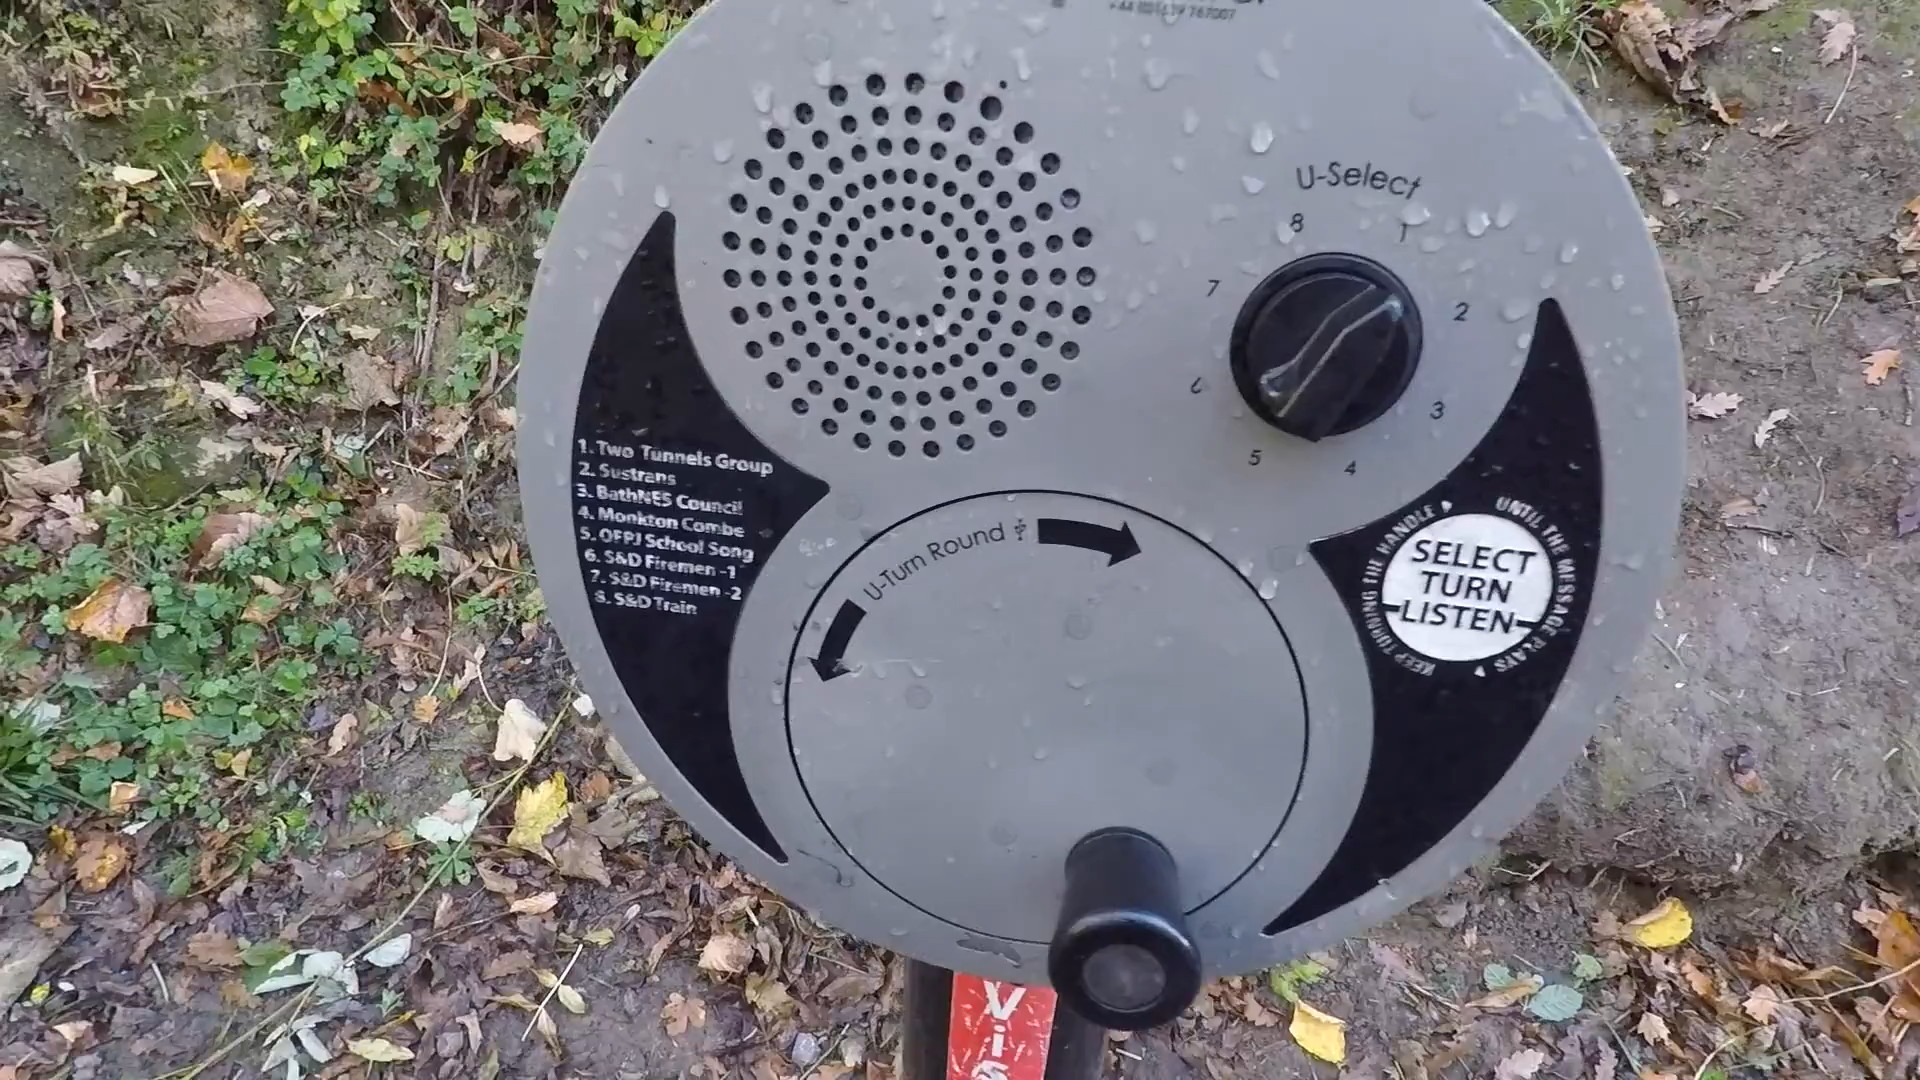 U-Select
8
1
7
2
6
3
5
4
1. Two Tunnels Group
2. Sustrans
3. BathNES Council
4. Monkton Combe
5. OFPJ School Song
6. S&D Firemen -1
7. S&D Firemen -2
8. S&D Train
U-Turn Round
KEEP TURNING THE HANDLE
UNTIL THE MESSAGE PLAYS
SELECT
TURN
LISTEN